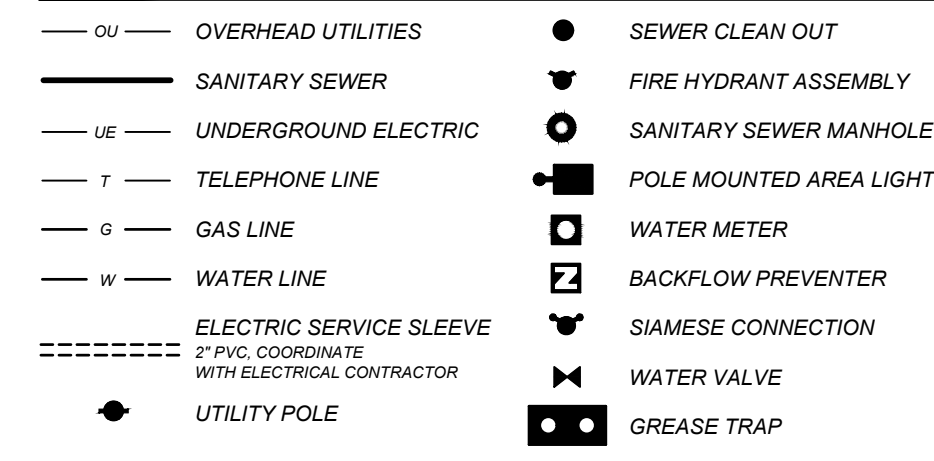 OU OVERHEAD UTILITIES
SANITARY SEWER
UE UNDERGROUND ELECTRIC
T TELEPHONE LINE
G GAS LINE
W WATER LINE
ELECTRIC SERVICE SLEEVE
2" PVC, COORDINATE
WITH ELECTRICAL CONTRACTOR
UTILITY POLE
SEWER CLEAN OUT
FIRE HYDRANT ASSEMBLY
SANITARY SEWER MANHOLE
POLE MOUNTED AREA LIGHT
WATER METER
BACKFLOW PREVENTER
SIAMESE CONNECTION
WATER VALVE
GREASE TRAP